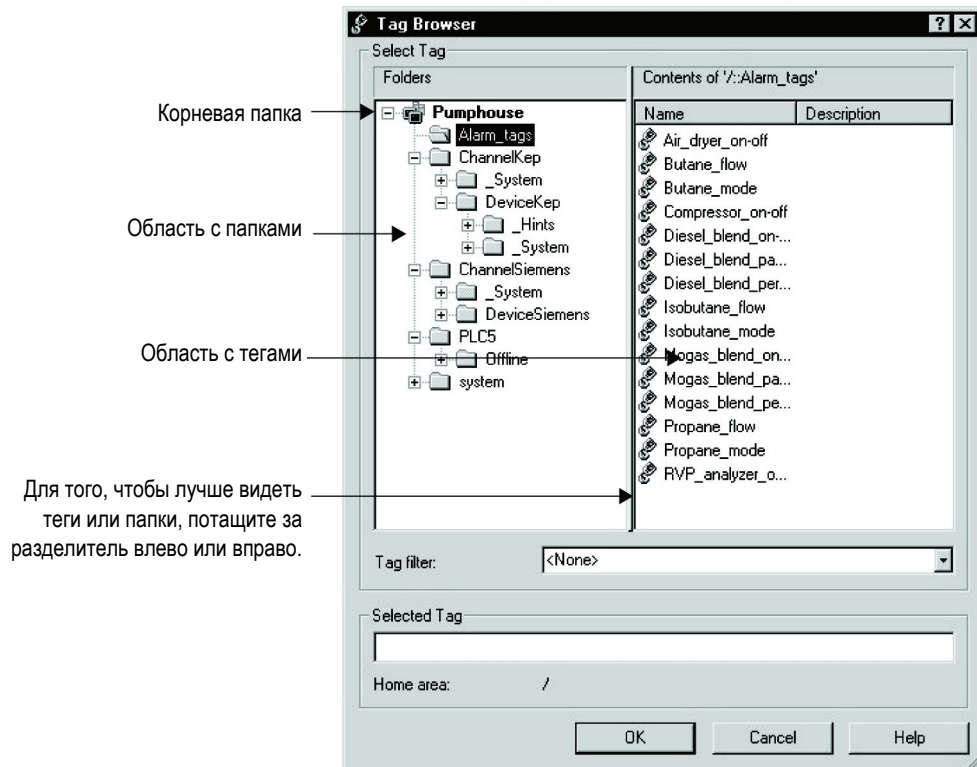 Tag Browser
Select Tag
Folders
Contents of '/::Alarm_tags'
Корневая папка
Pumphouse
Alarm_tags
ChannelKep
_System
DeviceKep
_Hints
_System
ChannelSiemens
_System
DeviceSiemens
PLC5
Offline
system
Область с папками
Область с тегами
Для того, чтобы лучше видеть
теги или папки, потащите за
разделитель влево или вправо.
Name Description
Air_dryer_on-off
Butane_flow
Butane_mode
Compressor_on-off
Diesel_blend_on-...
Diesel_blend_pa...
Diesel_blend_per...
Isobutane_flow
Isobutane_mode
Mogas_blend_on...
Mogas_blend_pa...
Mogas_blend_pe...
Propane_flow
Propane_mode
RVP_analyzer_o...
Tag filter: <None>
Selected Tag
Home area: /
OK Cancel Help